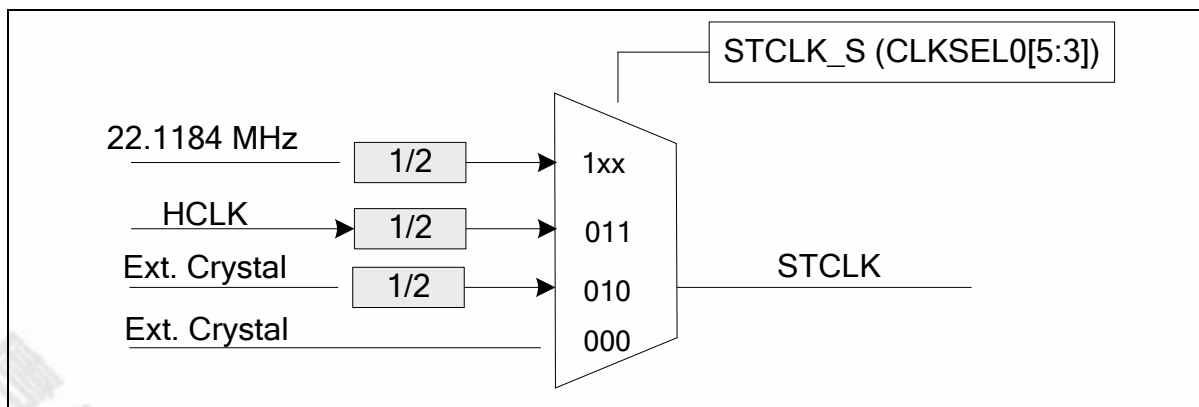 STCLK_S (CLKSEL0[5:3])
22.1184 MHz
1/2
1xx
HCLK
1/2
011
Ext. Crystal
1/2
010
STCLK
Ext. Crystal
000